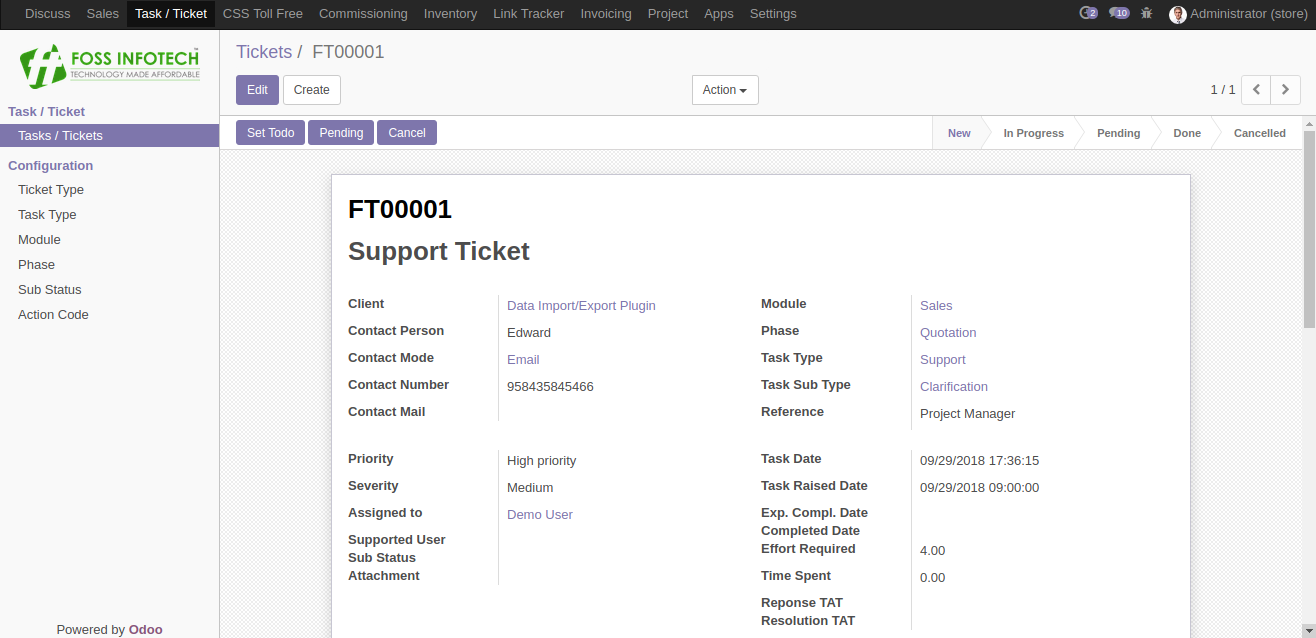 Discuss Sales Task / Ticket CSS Toll Free Commissioning Inventory Link Tracker Invoicing Project Apps Settings 2 10 Administrator (store)
FOSS INFOTECH
TECHNOLOGY MADE AFFORDABLE
Task / Ticket
Tasks / Tickets
Configuration
Ticket Type
Task Type
Module
Phase
Sub Status
Action Code
Powered by Odoo
Tickets / FT00001
Edit Create Action 1 / 1
Set Todo Pending Cancel New In Progress Pending Done Cancelled
FT00001
Support Ticket
Client Data Import/Export Plugin
Contact Person Edward
Contact Mode Email
Contact Number 958435845466
Contact Mail
Module Sales
Phase Quotation
Task Type Support
Task Sub Type Clarification
Reference Project Manager
Priority High priority
Severity Medium
Assigned to Demo User
Supported User
Sub Status
Attachment
Task Date 09/29/2018 17:36:15
Task Raised Date 09/29/2018 09:00:00
Exp. Compl. Date
Completed Date
Effort Required 4.00
Time Spent 0.00
Reponse TAT
Resolution TAT